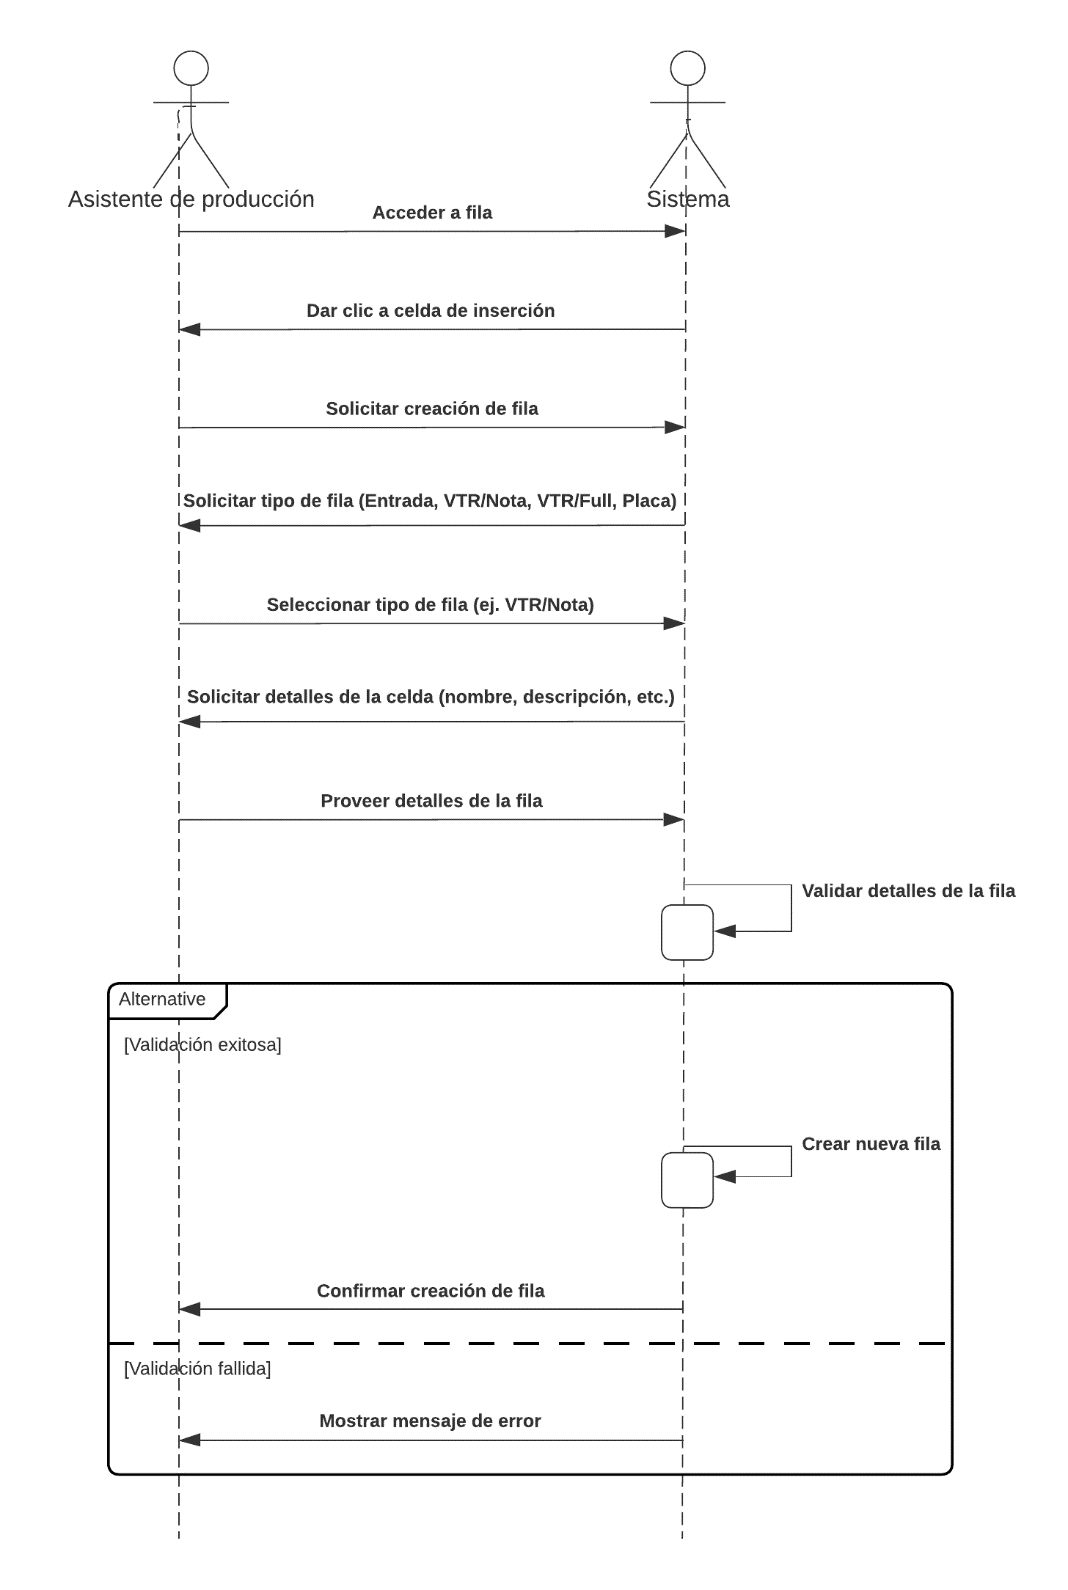 Asistente de producción
Sistema
Acceder a fila
Dar clic a celda de inserción
Solicitar creación de fila
Solicitar tipo de fila (Entrada, VTR/Nota, VTR/Full, Placa)
Seleccionar tipo de fila (ej. VTR/Nota)
Solicitar detalles de la celda (nombre, descripción, etc.)
Proveer detalles de la fila
Validar detalles de la fila
Alternative
[Validación exitosa]
Crear nueva fila
Confirmar creación de fila
[Validación fallida]
Mostrar mensaje de error